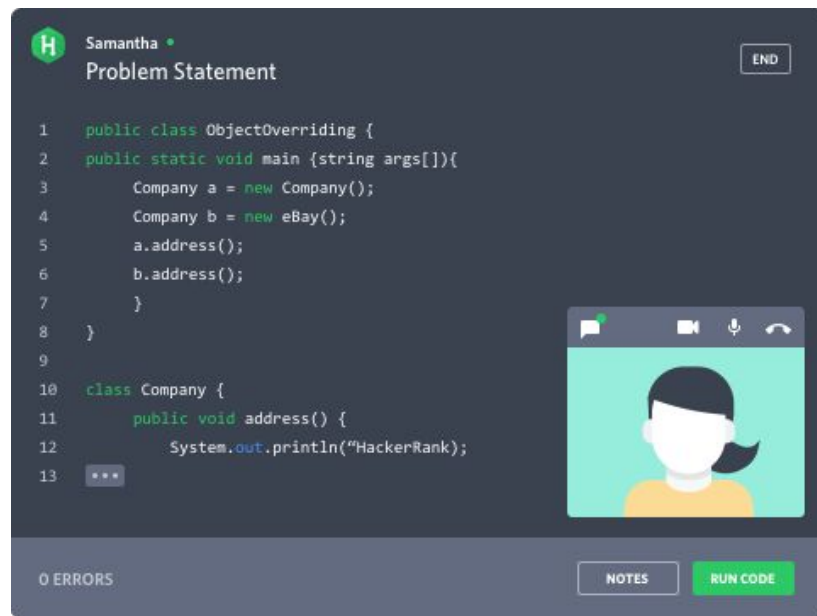 H
Samantha
Problem Statement
END
1 public class ObjectOverriding {
2 public static void main {string args[]){
3 Company a = new Company();
4 Company b = new eBay();
5 a.address();
6 b.address();
7 }
8 }
9
10 class Company {
11 public void address() {
12 System.out.println(“HackerRank);
13 •••
0 ERRORS
NOTES
RUN CODE